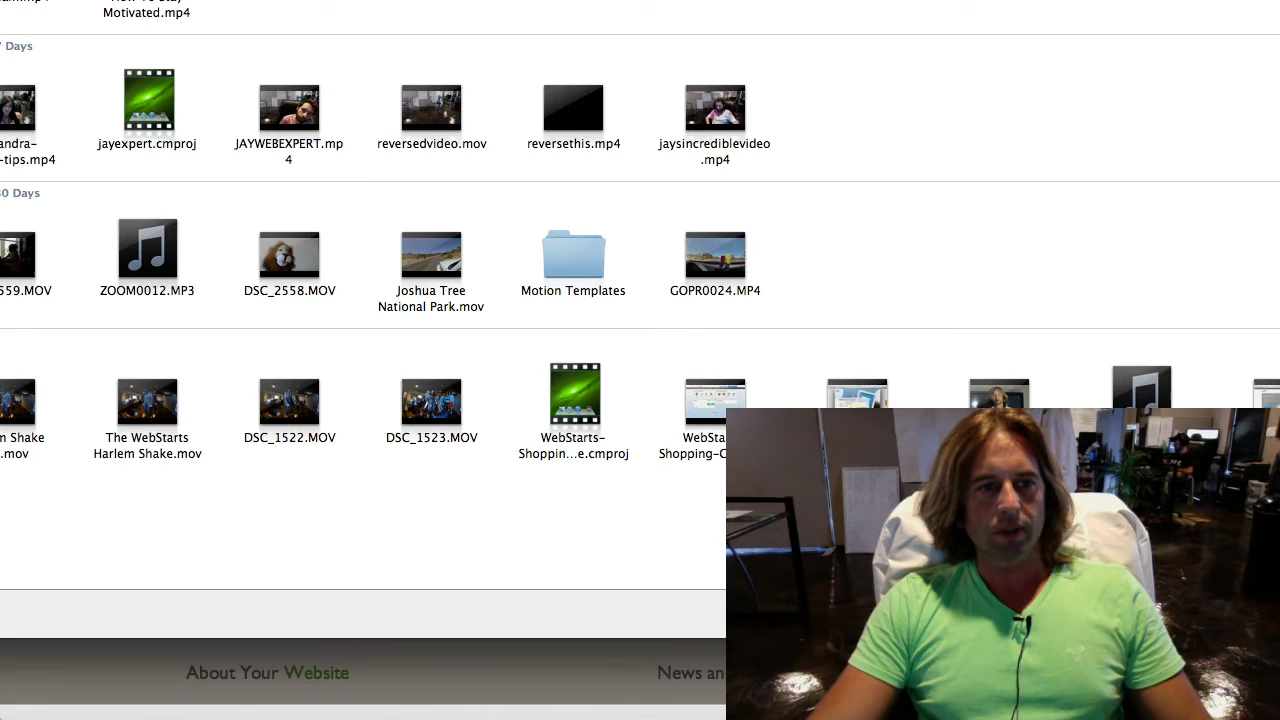 Motivated.mp4
7 Days
andra-
-tips.mp4
jayexpert.cmproj
JAYWEBEXPERT.mp
4
reversedvideo.mov
reversethis.mp4
jaysincrediblevideo
.mp4
30 Days
559.MOV
ZOOM0012.MP3
DSC_2558.MOV
Joshua Tree
National Park.mov
Motion Templates
GOPR0024.MP4
m Shake
.mov
The WebStarts
Harlem Shake.mov
DSC_1522.MOV
DSC_1523.MOV
WebStarts-
Shoppin...e.cmproj
WebSta
Shopping-C
About Your Website
News an